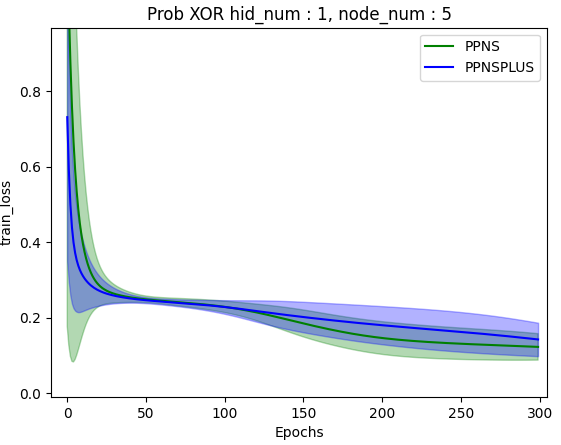 Prob XOR hid_num : 1, node_num : 5
PPNS
PPNSPLUS
train_loss
0.8
0.6
0.4
0.2
0.0
0 50 100 150 200 250 300
Epochs